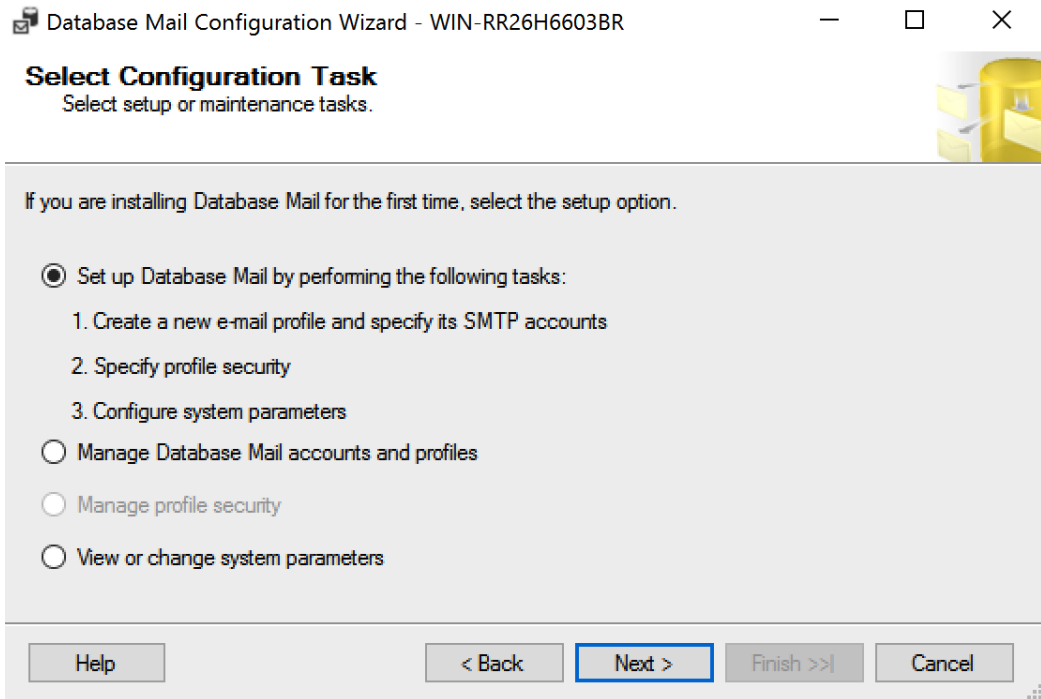 Database Mail Configuration Wizard - WIN-RR26H6603BR
Select Configuration Task
Select setup or maintenance tasks.
If you are installing Database Mail for the first time, select the setup option.
Set up Database Mail by performing the following tasks:
1. Create a new e-mail profile and specify its SMTP accounts
2. Specify profile security
3. Configure system parameters
Manage Database Mail accounts and profiles
Manage profile security
View or change system parameters
Help
< Back
Next >
Finish >>|
Cancel